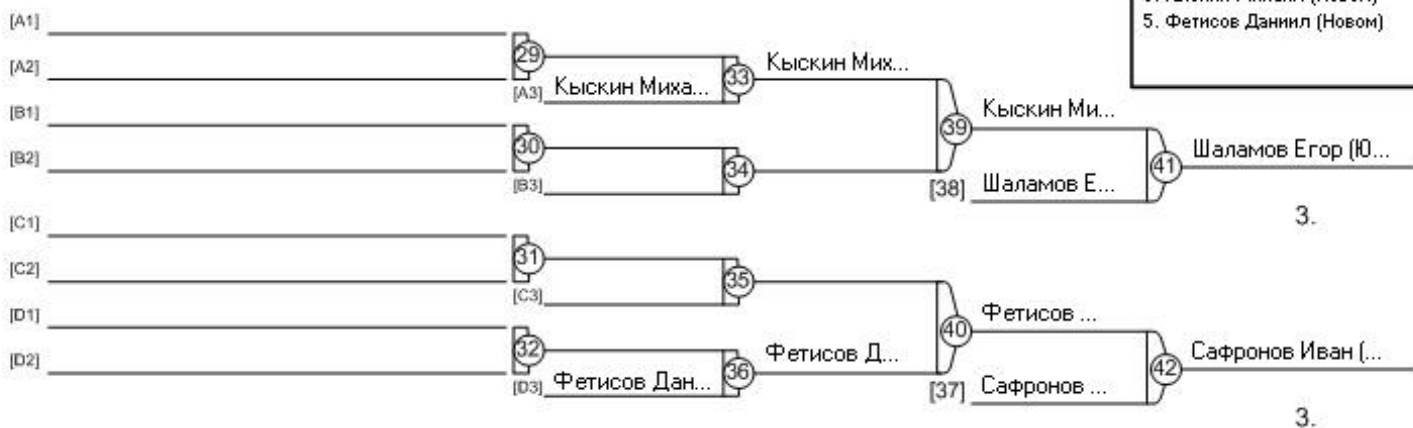 5. Фетисов Даниил (Новом)
[A1]
[A2]
29
[A3] Кыскин Миха...
33
Кыскин Мих...
[B1]
[B2]
30
[B3]
34
39
Кыскин Ми...
[38] Шаламов Е...
41
Шаламов Егор (Ю...
3.
[C1]
[C2]
31
[C3]
35
[D1]
[D2]
32
[D3] Фетисов Дан...
36
Фетисов Д...
40
Фетисов ...
[37] Сафронов ...
42
Сафронов Иван (...
3.